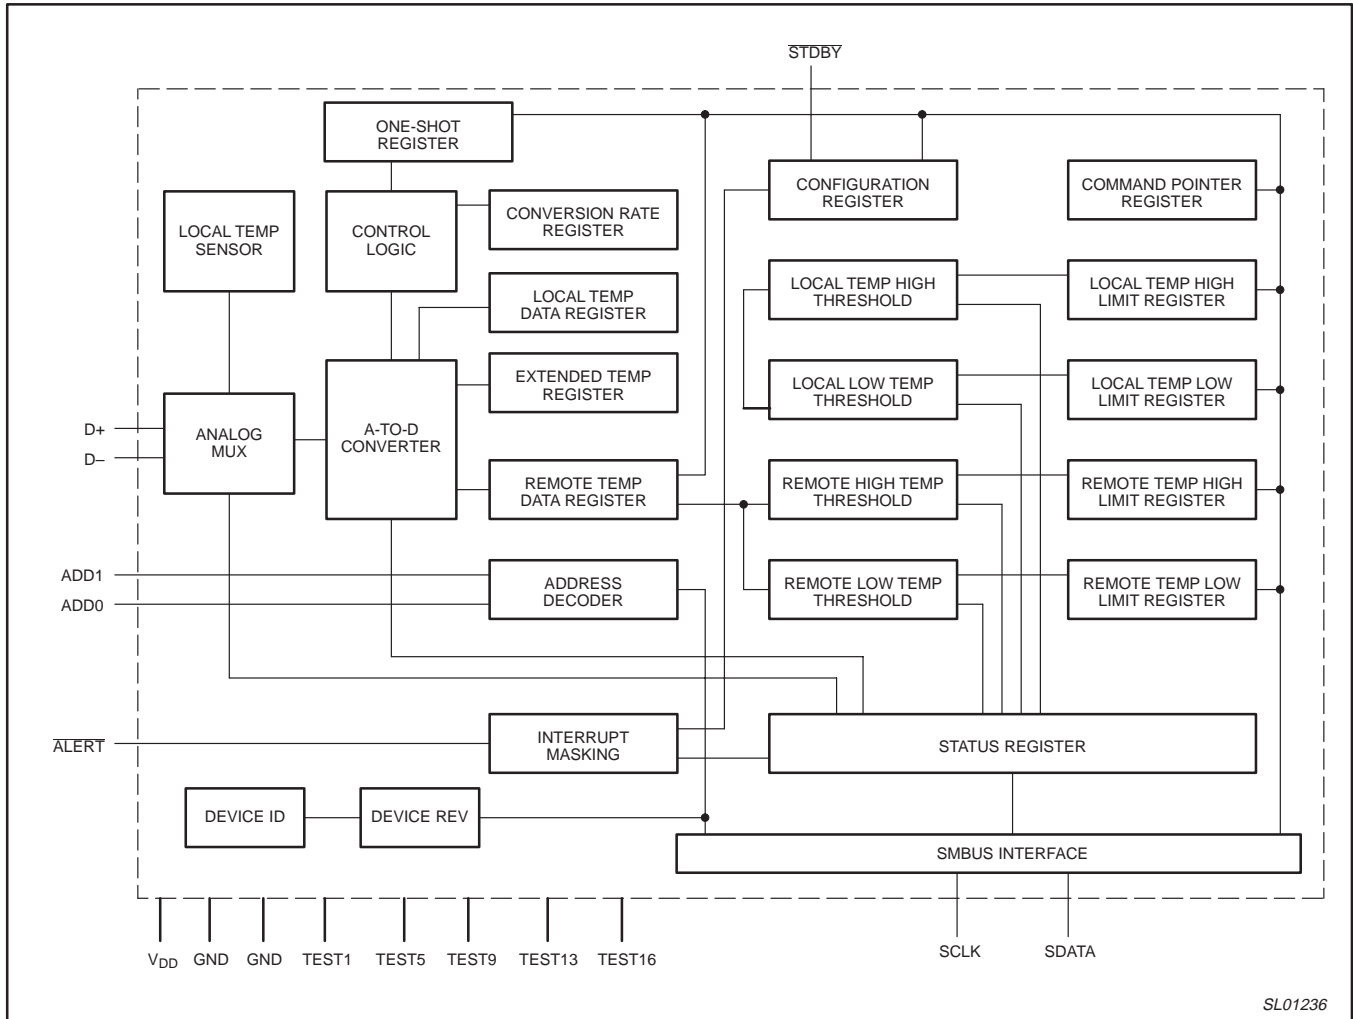 STDBY
ONE-SHOT
REGISTER
LOCAL TEMP
SENSOR
CONTROL
LOGIC
CONVERSION RATE
REGISTER
CONFIGURATION
REGISTER
COMMAND POINTER
REGISTER
LOCAL TEMP
DATA REGISTER
LOCAL TEMP HIGH
THRESHOLD
LOCAL TEMP HIGH
LIMIT REGISTER
EXTENDED TEMP
REGISTER
LOCAL LOW TEMP
THRESHOLD
LOCAL TEMP LOW
LIMIT REGISTER
D+
D–
ANALOG
MUX
A-TO-D
CONVERTER
REMOTE TEMP
DATA REGISTER
REMOTE HIGH TEMP
THRESHOLD
REMOTE TEMP HIGH
LIMIT REGISTER
ADD1
ADD0
ADDRESS
DECODER
REMOTE LOW TEMP
THRESHOLD
REMOTE TEMP LOW
LIMIT REGISTER
ALERT
INTERRUPT
MASKING
STATUS REGISTER
DEVICE ID
DEVICE REV
SMBUS INTERFACE
VDD
GND
GND
TEST1
TEST5
TEST9
TEST13
TEST16
SCLK
SDATA
SL01236